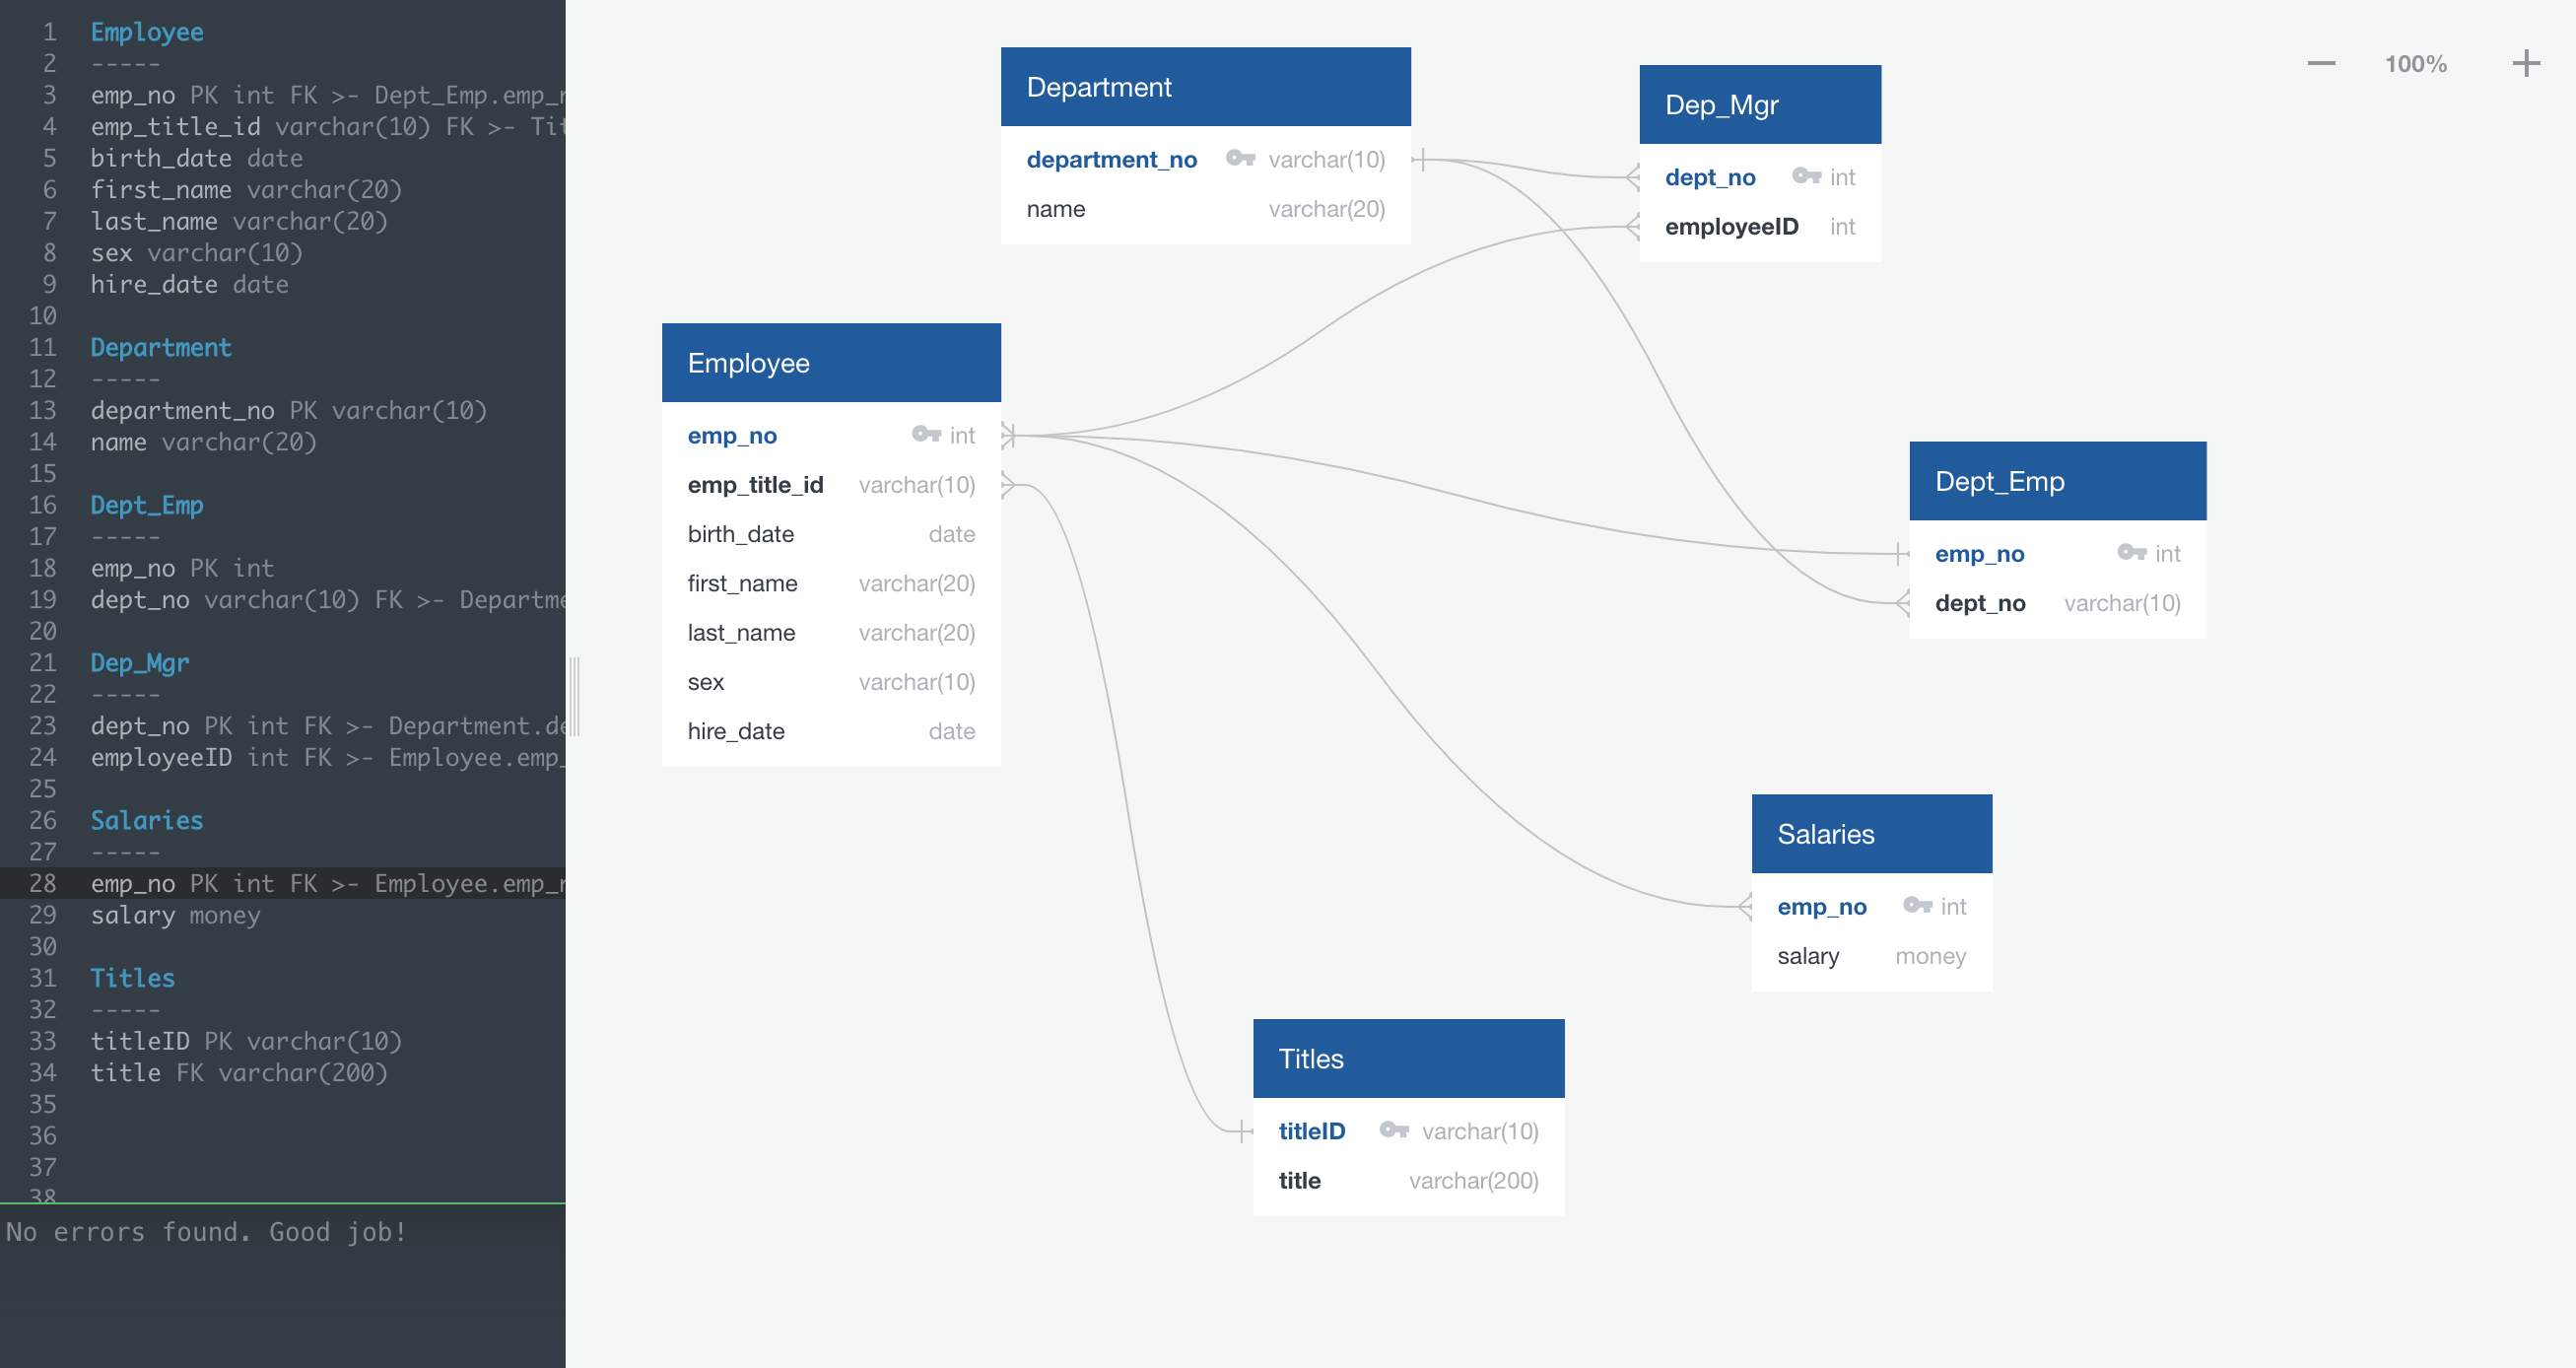 1 Employee
2 -----
3 emp_no PK int FK >- Dept_Emp.emp_
4 emp_title_id varchar(10) FK >- Tit
5 birth_date date
6 first_name varchar(20)
7 last_name varchar(20)
8 sex varchar(10)
9 hire_date date
10
11 Department
12 -----
13 department_no PK varchar(10)
14 name varchar(20)
15
16 Dept_Emp
17 -----
18 emp_no PK int
19 dept_no varchar(10) FK >- Departme
20
21 Dep_Mgr
22 -----
23 dept_no PK int FK >- Department.de
24 employeeID int FK >- Employee.emp_
25
26 Salaries
27 -----
28 emp_no PK int FK >- Employee.emp_
29 salary money
30
31 Titles
32 -----
33 titleID PK varchar(10)
34 title FK varchar(200)
35
36
37
38
No errors found. Good job!
100%
Department
department_no varchar(10)
name varchar(20)
Dep_Mgr
dept_no int
employeeID int
Employee
emp_no int
emp_title_id varchar(10)
birth_date date
first_name varchar(20)
last_name varchar(20)
sex varchar(10)
hire_date date
Dept_Emp
emp_no int
dept_no varchar(10)
Salaries
emp_no int
salary money
Titles
titleID varchar(10)
title varchar(200)